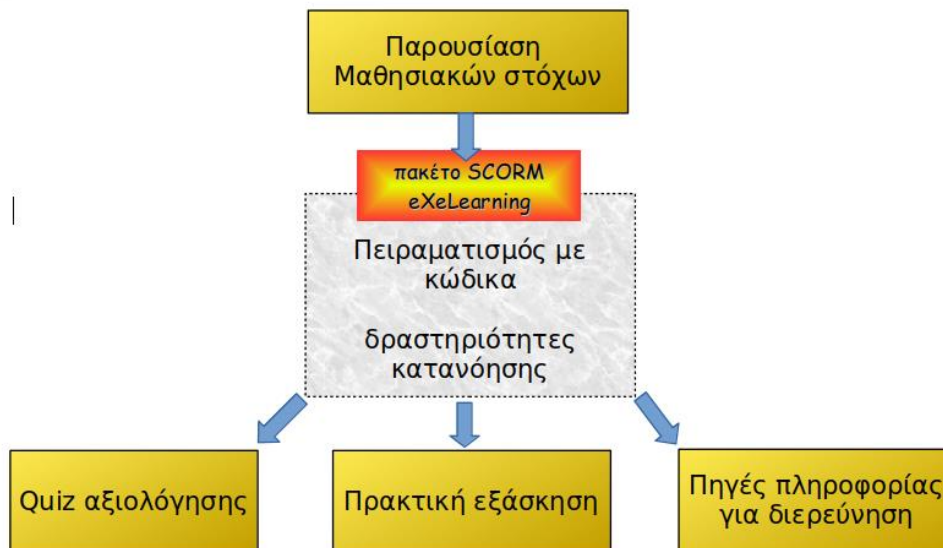 Παρουσίαση
Μαθησιακών στόχων
πακέτο SCORM
eXeLearning
Πειραματισμός με
κώδικα
δραστηριότητες
κατανόησης
Quiz αξιολόγησης
Πρακτική εξάσκηση
Πηγές πληροφορίας
για διερεύνηση